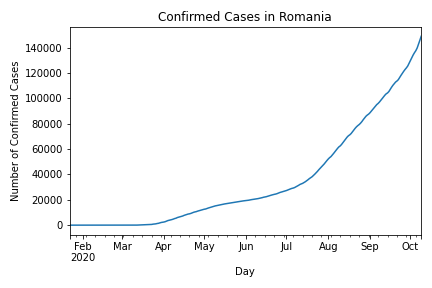 Confirmed Cases in Romania
Number of Confirmed Cases
140000
120000
100000
80000
60000
40000
20000
0
Feb Mar Apr May Jun Jul Aug Sep Oct
2020
Day